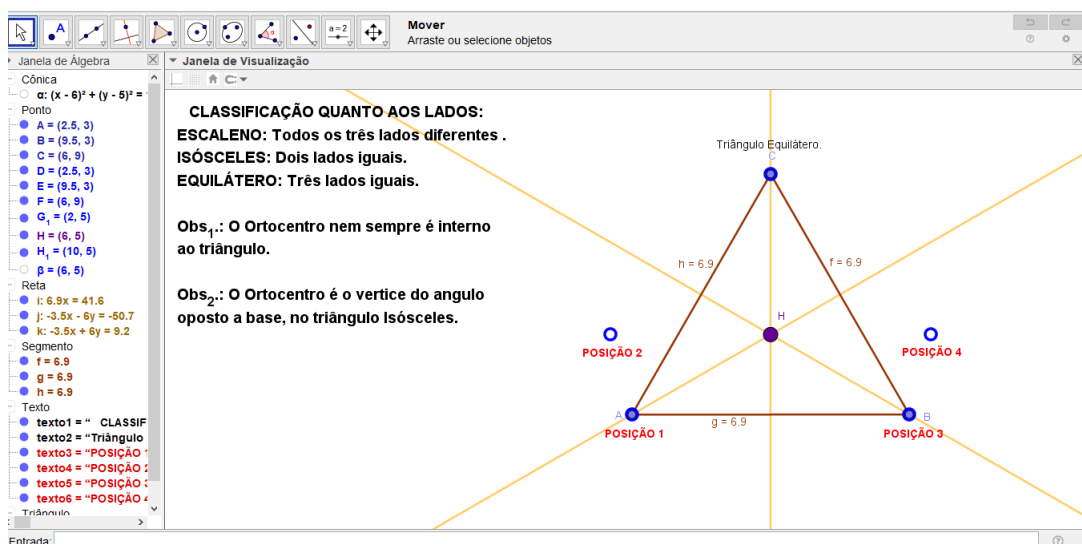 Mover
Arraste ou selecione objetos
A
a=2
Janela de Álgebra
Janela de Visualização
Cônica
α: (x - 6)² + (y - 5)² =
Ponto
A = (2.5, 3)
B = (9.5, 3)
C = (6, 9)
D = (2.5, 3)
E = (9.5, 3)
F = (6, 9)
G₁ = (2, 5)
H = (6, 5)
H₁ = (10, 5)
β = (6, 5)
Reta
i: 6.9x = 41.6
j: -3.5x - 6y = -50.7
k: -3.5x + 6y = 9.2
Segmento
f = 6.9
g = 6.9
h = 6.9
Texto
texto1 = “ CLASSIF
texto2 = “Triângulo
texto3 = “POSIÇÃO 1
texto4 = “POSIÇÃO 2
texto5 = “POSIÇÃO 3
texto6 = “POSIÇÃO 4
Triângulo
Entrada:
CLASSIFICAÇÃO QUANTO AOS LADOS:
ESCALENO: Todos os três lados diferentes .
ISÓSCELES: Dois lados iguais.
EQUILÁTERO: Três lados iguais.
Obs₁.: O Ortocentro nem sempre é interno
ao triângulo.
Obs₂.: O Ortocentro é o vertice do angulo
oposto a base, no triângulo Isósceles.
Triângulo Equilátero.
C
h = 6.9
f = 6.9
H
POSIÇÃO 2
POSIÇÃO 4
A
B
g = 6.9
POSIÇÃO 1
POSIÇÃO 3